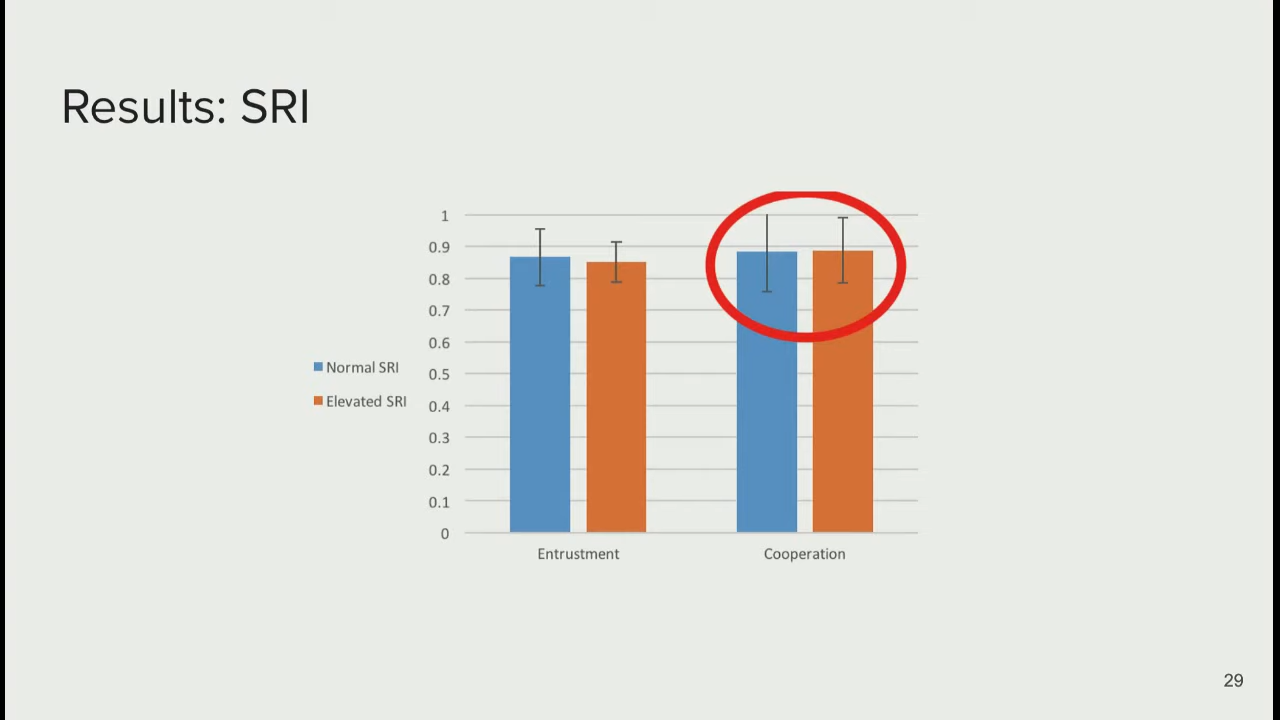 Results: SRI
1
0.9
0.8
0.7
0.6
0.5
0.4
0.3
0.2
0.1
0
Normal SRI
Elevated SRI
Entrustment
Cooperation
29